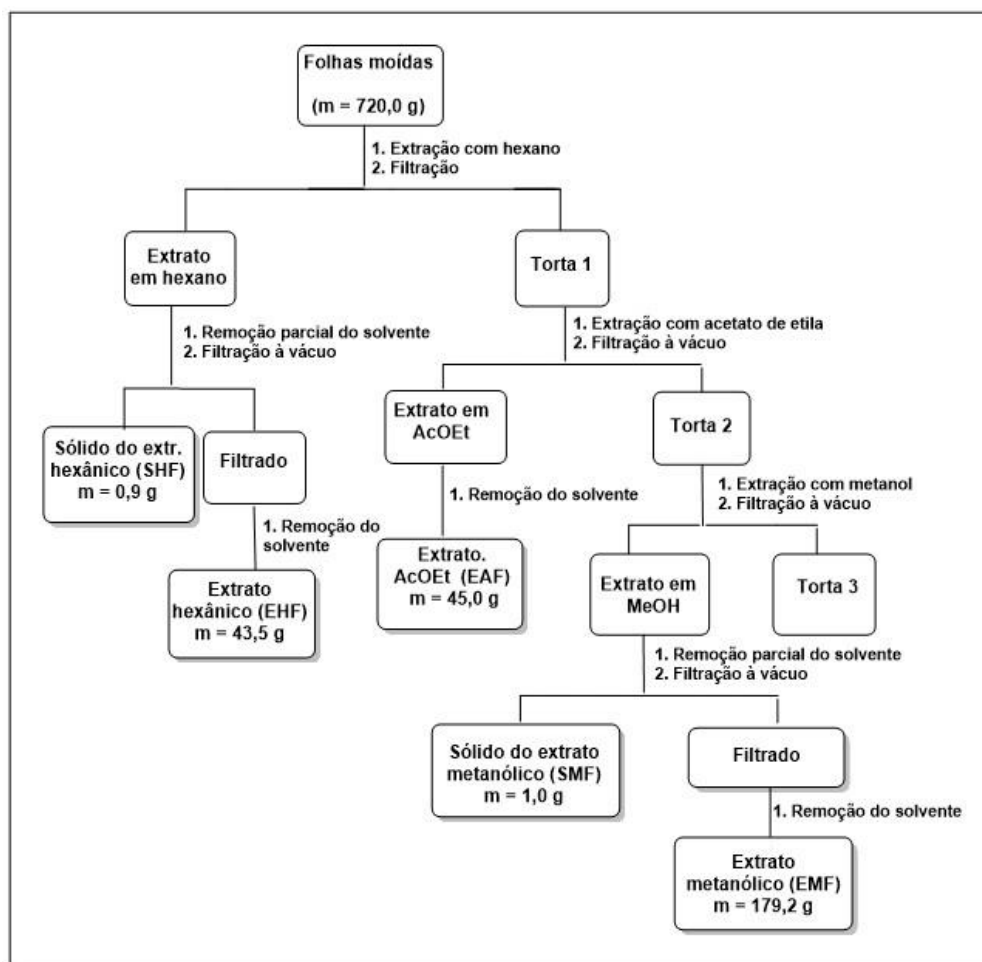 Folhas moídas
(m = 720,0 g)
1. Extração com hexano
2. Filtração
Extrato
em hexano
Torta 1
1. Remoção parcial do solvente
2. Filtração à vácuo
1. Extração com acetato de etila
2. Filtração à vácuo
Sólido do extr.
hexânico (SHF)
m = 0,9 g
Filtrado
Extrato em
AcOEt
Torta 2
1. Remoção do
solvente
1. Remoção do solvente
1. Extração com metanol
2. Filtração à vácuo
Extrato
hexânico (EHF)
m = 43,5 g
Extrato.
AcOEt (EAF)
m = 45,0 g
Extrato em
MeOH
Torta 3
1. Remoção parcial do solvente
2. Filtração à vácuo
Sólido do extrato
metanólico (SMF)
m = 1,0 g
Filtrado
1. Remoção do solvente
Extrato
metanólico (EMF)
m = 179,2 g